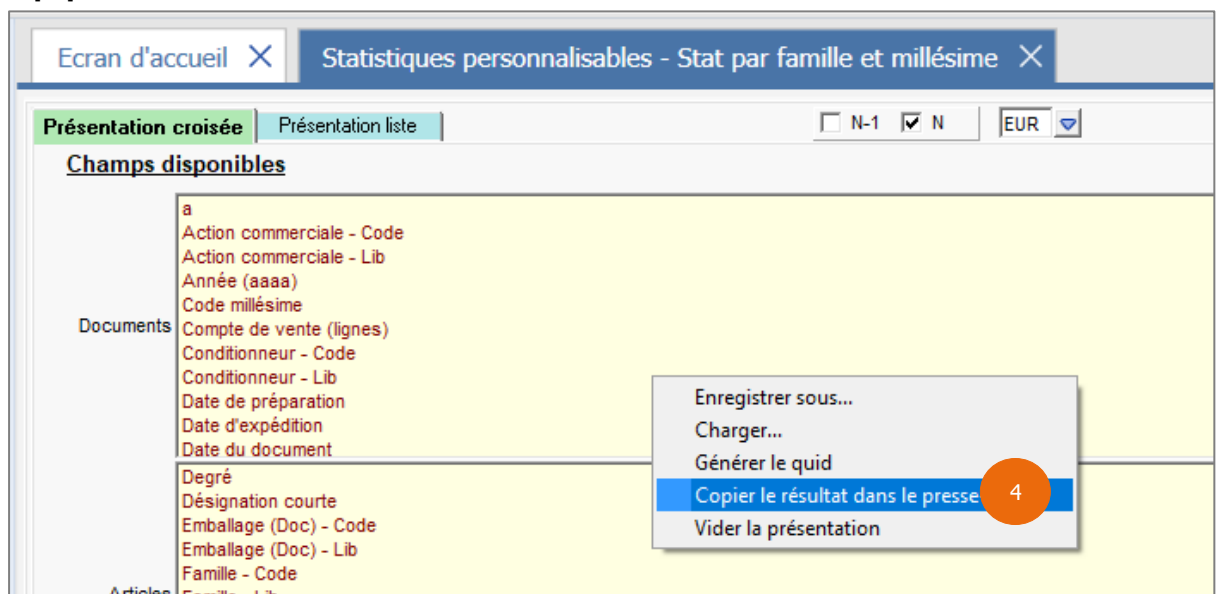 Ecran d'accueil
Statistiques personnalisables - Stat par famille et millésime
Présentation croisée
Présentation liste
N-1
N
EUR
Champs disponibles
Documents
a
Action commerciale - Code
Action commerciale - Lib
Année (aaaa)
Code millésime
Compte de vente (lignes)
Conditionneur - Code
Conditionneur - Lib
Date de préparation
Date d'expédition
Date du document
Degré
Désignation courte
Emballage (Doc) - Code
Emballage (Doc) - Lib
Famille - Code
Enregistrer sous...
Charger...
Générer le quid
Copier le résultat dans le presse
4
Vider la présentation